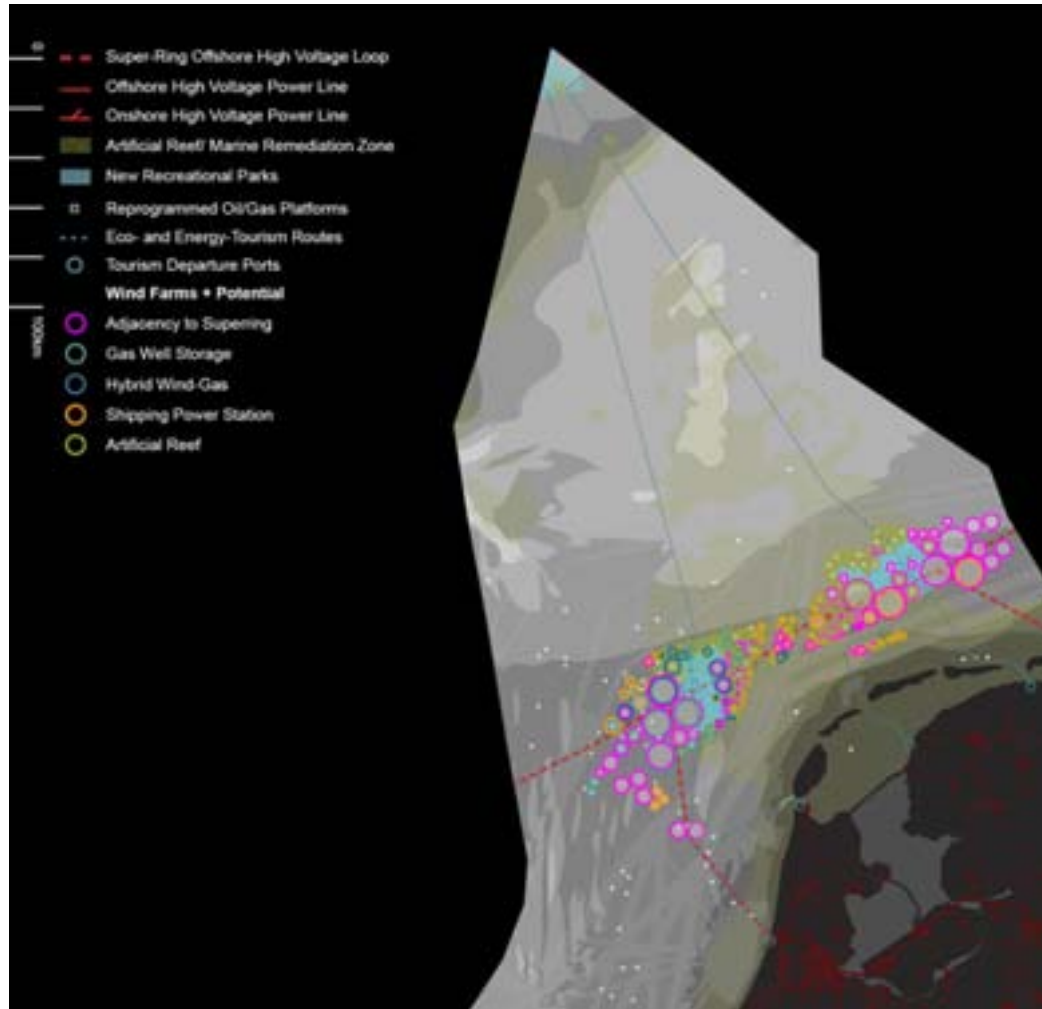 0
Super-Ring Offshore High Voltage Loop
Offshore High Voltage Power Line
Onshore High Voltage Power Line
Artificial Reef/ Marine Remediation Zone
New Recreational Parks
Reprogrammed Oil/Gas Platforms
Eco- and Energy-Tourism Routes
Tourism Departure Ports
Wind Farms + Potential
100km
Adjacency to Superring
Gas Well Storage
Hybrid Wind-Gas
Shipping Power Station
Artificial Reef